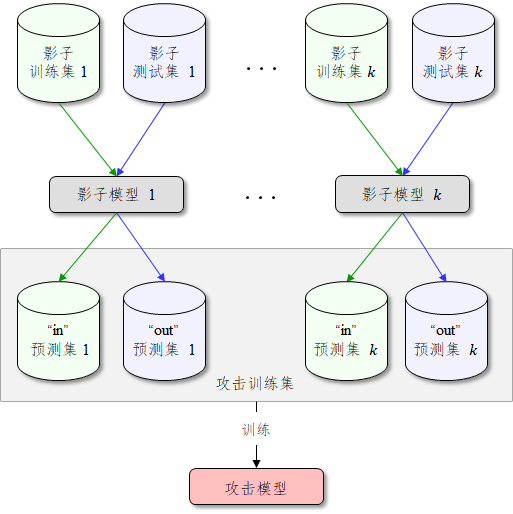 影子
训练集 1
影子
测试集 1
. . .
影子
训练集 k
影子
测试集 k
影子模型 1
. . .
影子模型 k
“in”
预测集 1
“out”
预测集 1
“in”
预测集 k
“out”
预测集 k
攻击训练集
训练
攻击模型